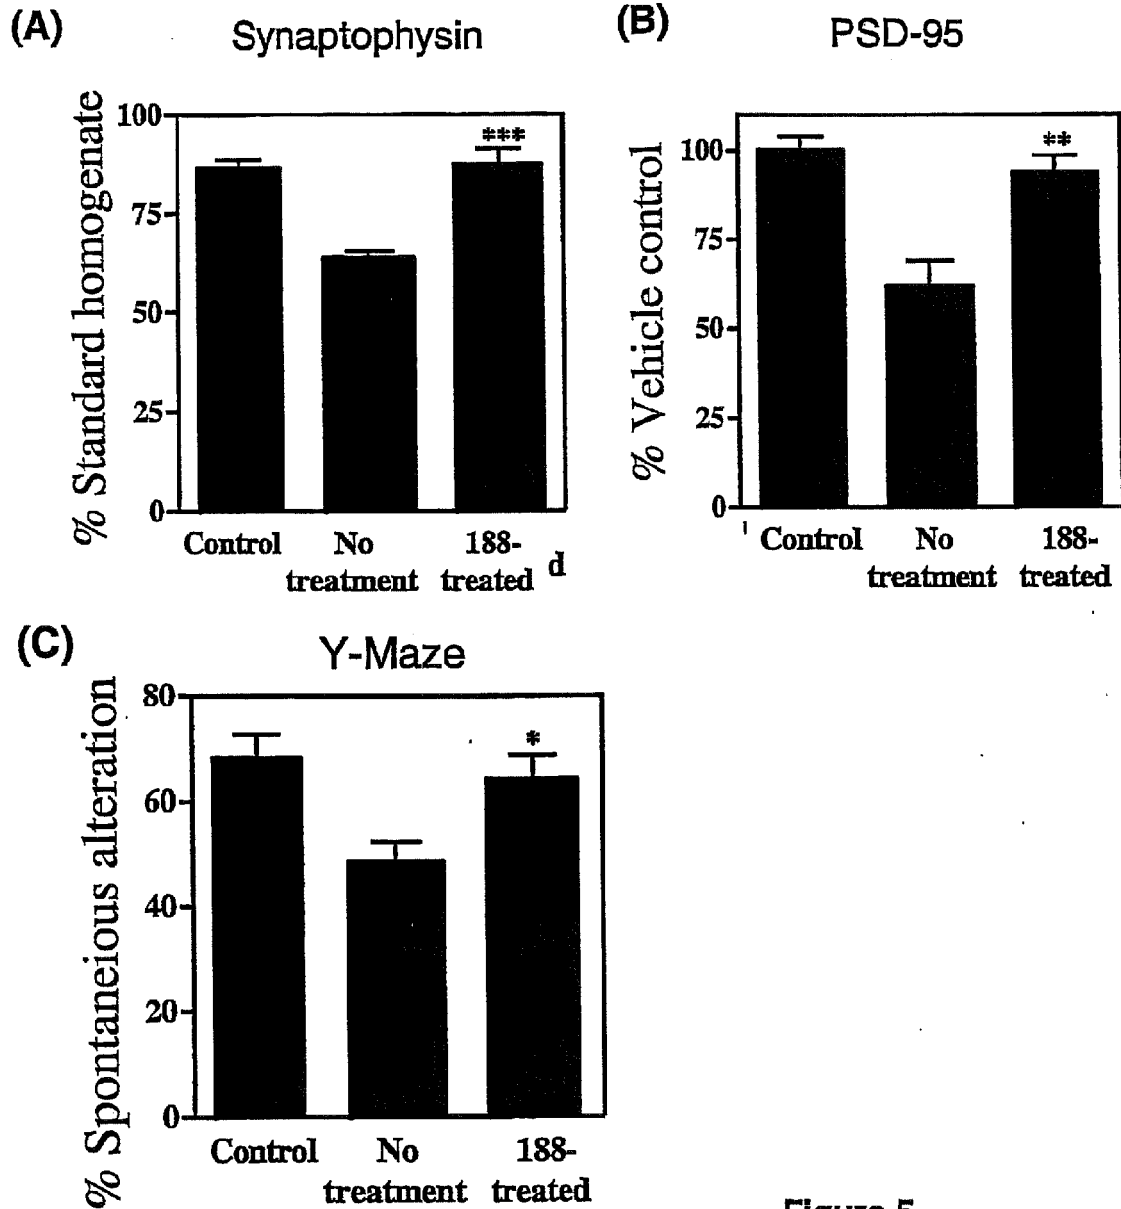 (A)
Synaptophysin
% Standard homogenate
100
75
50
25
0
***
Control
No treatment
188-treated
d
(B)
PSD-95
% Vehicle control
100
75
50
25
0
**
Control
No treatment
188-treated
(C)
Y-Maze
% Spontaneious alteration
80
60
40
20
0
*
Control
No treatment
188-treated